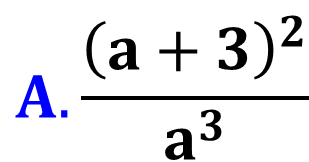 A. (a + 3)²
a³